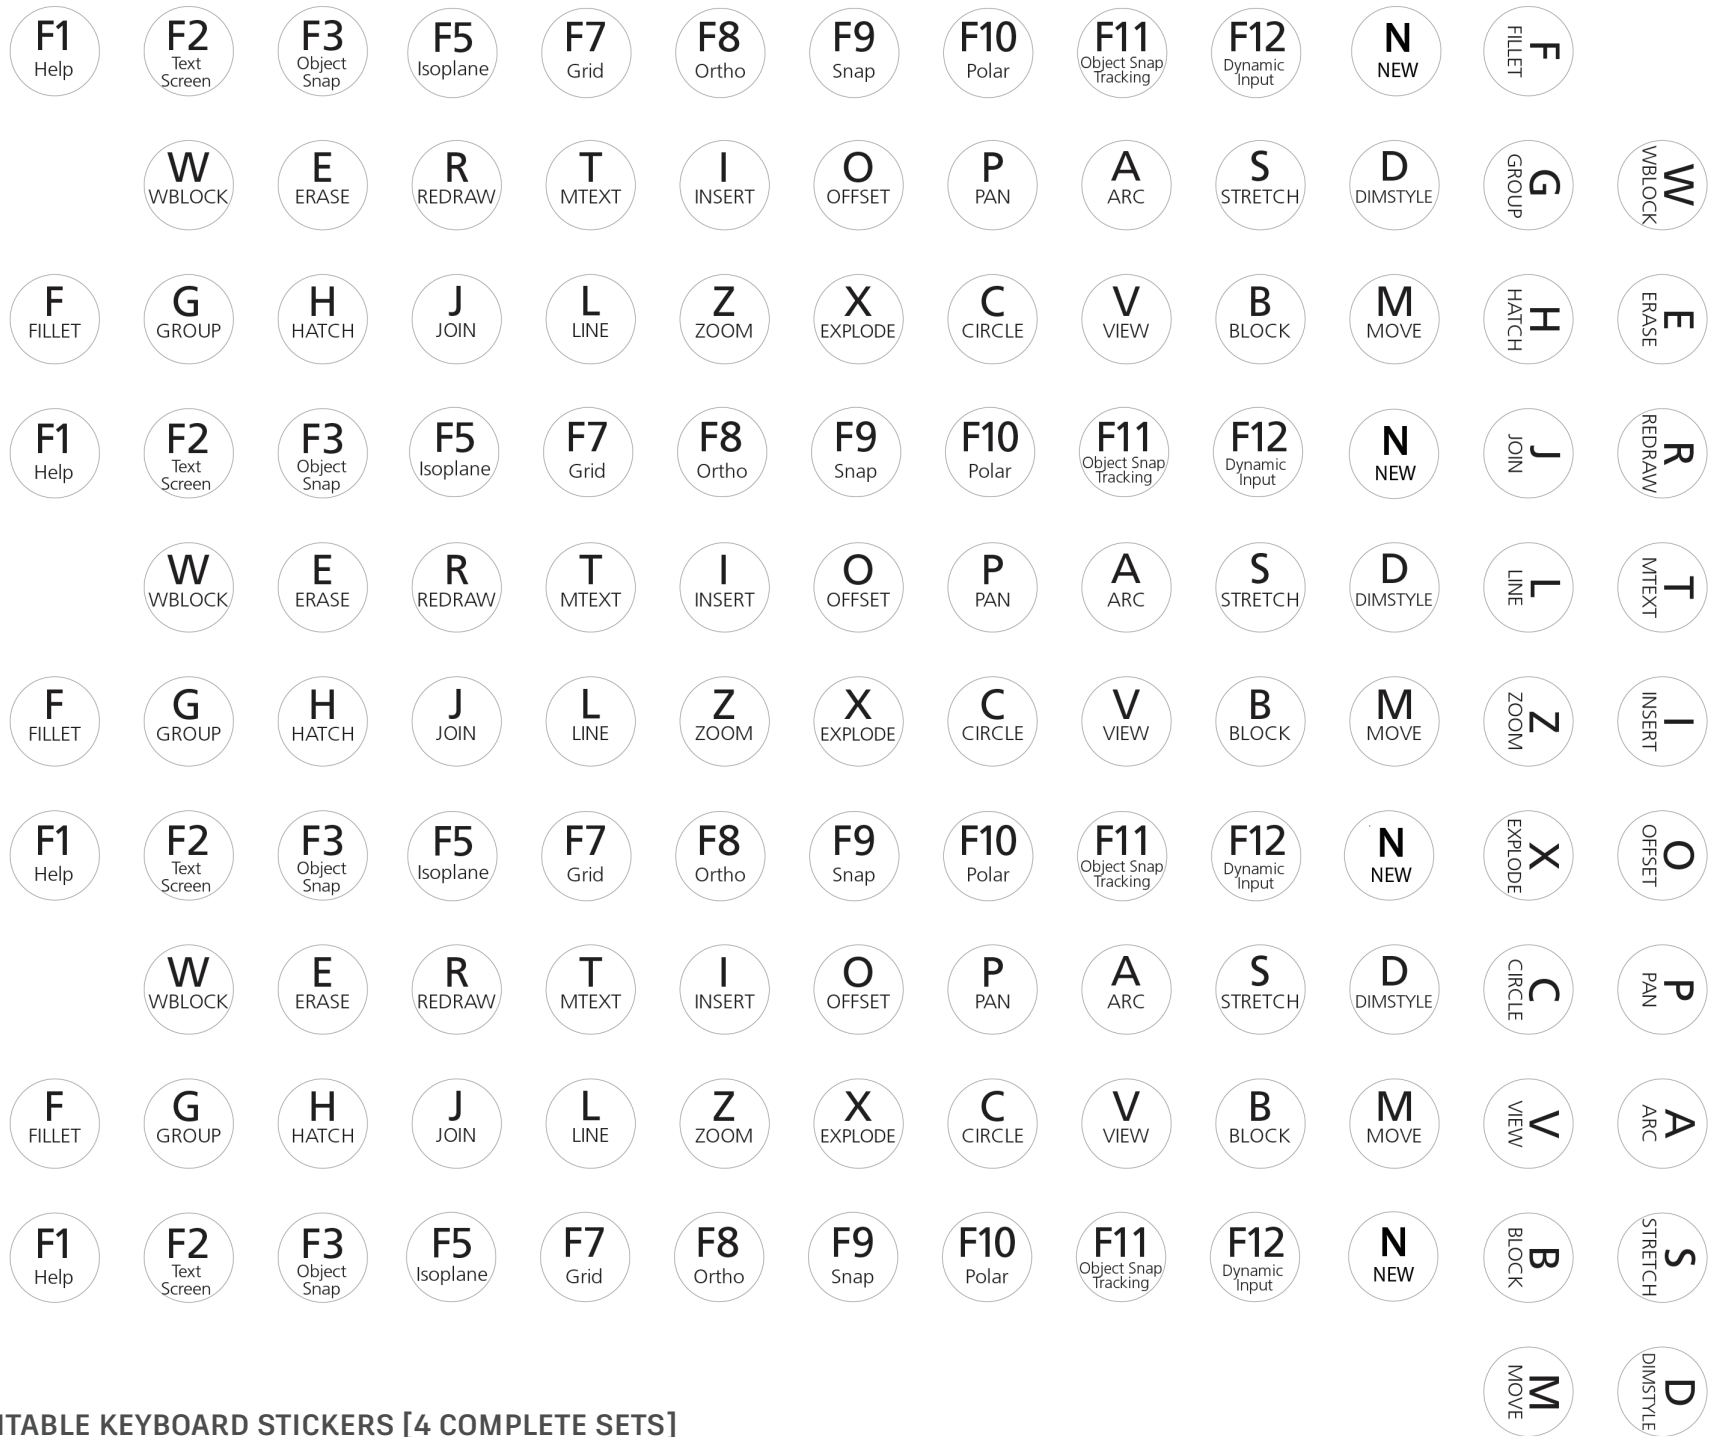 F1 Help
F2 Text Screen
F3 Object Snap
F5 Isoplane
F7 Grid
F8 Ortho
F9 Snap
F10 Polar
F11 Object Snap Tracking
F12 Dynamic Input
N NEW
F FILLET
W WBLOCK
E ERASE
R REDRAW
T MTEXT
I INSERT
O OFFSET
P PAN
A ARC
S STRETCH
D DIMSTYLE
G GROUP
W WBLOCK
F FILLET
G GROUP
H HATCH
J JOIN
L LINE
Z ZOOM
X EXPLODE
C CIRCLE
V VIEW
B BLOCK
M MOVE
H HATCH
E ERASE
F1 Help
F2 Text Screen
F3 Object Snap
F5 Isoplane
F7 Grid
F8 Ortho
F9 Snap
F10 Polar
F11 Object Snap Tracking
F12 Dynamic Input
N NEW
J JOIN
R REDRAW
W WBLOCK
E ERASE
R REDRAW
T MTEXT
I INSERT
O OFFSET
P PAN
A ARC
S STRETCH
D DIMSTYLE
L LINE
T MTEXT
F FILLET
G GROUP
H HATCH
J JOIN
L LINE
Z ZOOM
X EXPLODE
C CIRCLE
V VIEW
B BLOCK
M MOVE
Z ZOOM
I INSERT
F1 Help
F2 Text Screen
F3 Object Snap
F5 Isoplane
F7 Grid
F8 Ortho
F9 Snap
F10 Polar
F11 Object Snap Tracking
F12 Dynamic Input
N NEW
X EXPLODE
O OFFSET
W WBLOCK
E ERASE
R REDRAW
T MTEXT
I INSERT
O OFFSET
P PAN
A ARC
S STRETCH
D DIMSTYLE
C CIRCLE
P PAN
F FILLET
G GROUP
H HATCH
J JOIN
L LINE
Z ZOOM
X EXPLODE
C CIRCLE
V VIEW
B BLOCK
M MOVE
V VIEW
A ARC
F1 Help
F2 Text Screen
F3 Object Snap
F5 Isoplane
F7 Grid
F8 Ortho
F9 Snap
F10 Polar
F11 Object Snap Tracking
F12 Dynamic Input
N NEW
B BLOCK
S STRETCH
M MOVE
D DIMSTYLE
NTABLE KEYBOARD STICKERS [4 COMPLETE SETS]